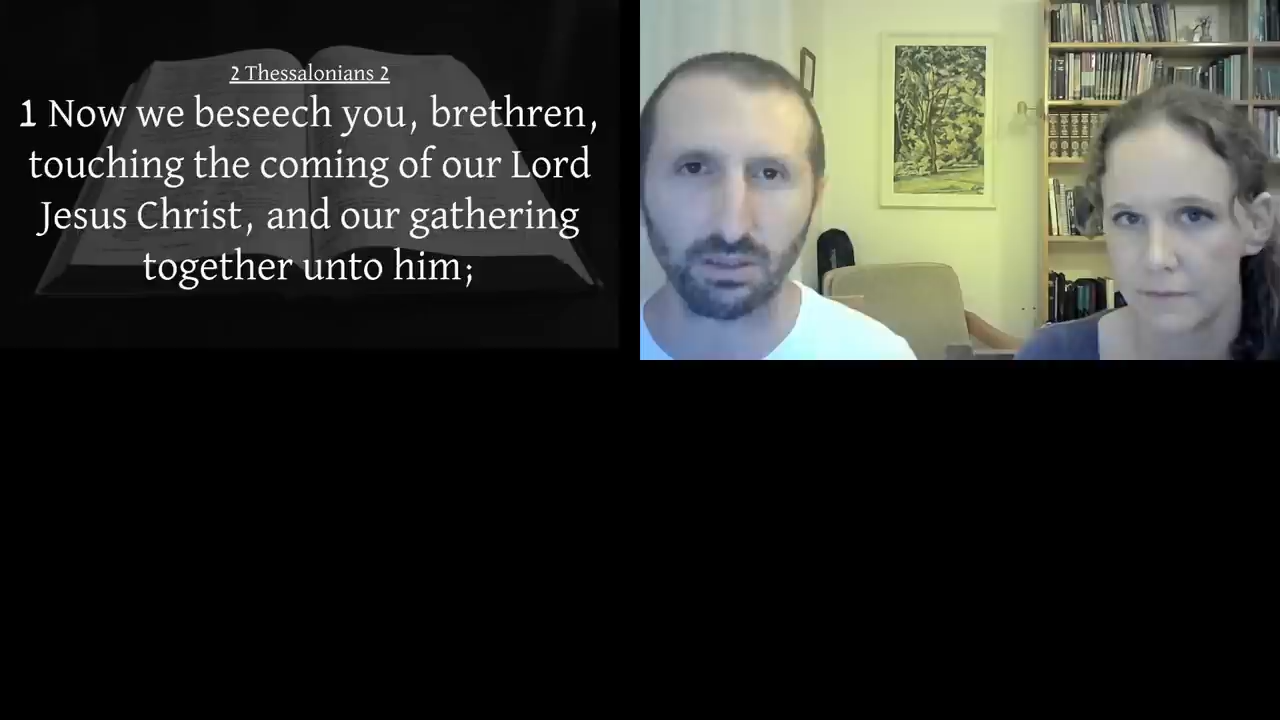 2 Thessalonians 2
1 Now we beseech you, brethren,
touching the coming of our Lord
Jesus Christ, and our gathering
together unto him;